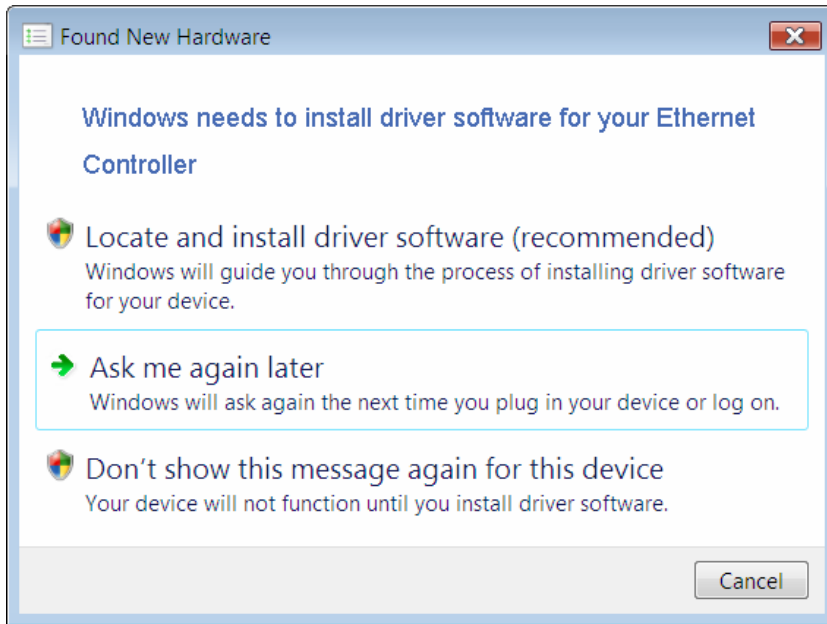 Found New Hardware
Windows needs to install driver software for your Ethernet
Controller
Locate and install driver software (recommended)
Windows will guide you through the process of installing driver software
for your device.
Ask me again later
Windows will ask again the next time you plug in your device or log on.
Don't show this message again for this device
Your device will not function until you install driver software.
Cancel